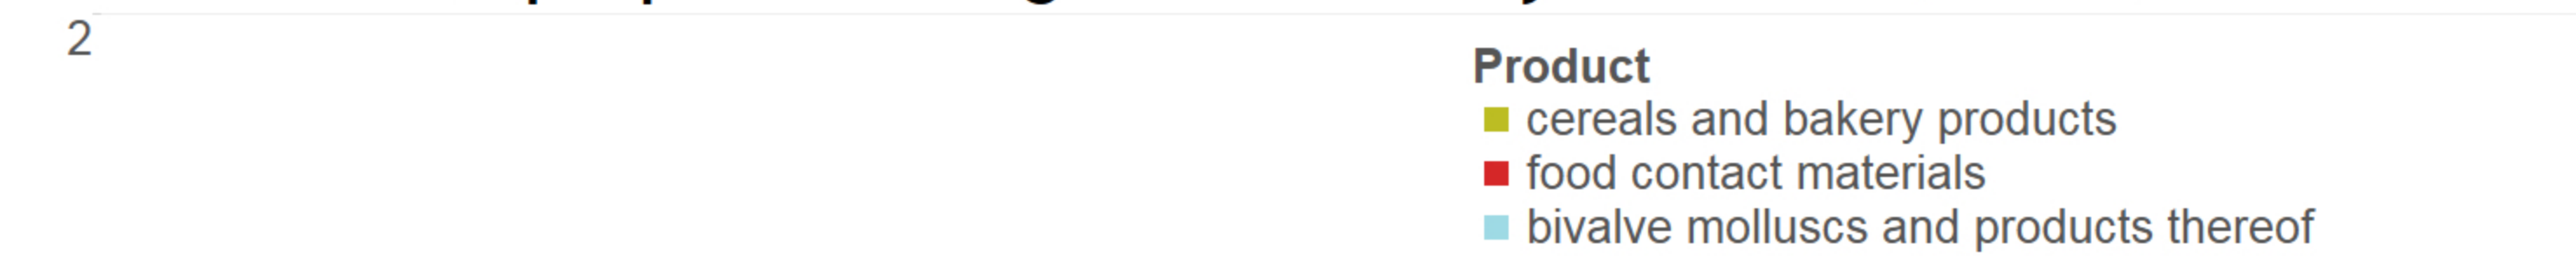 2
Product
cereals and bakery products
food contact materials
bivalve molluscs and products thereof